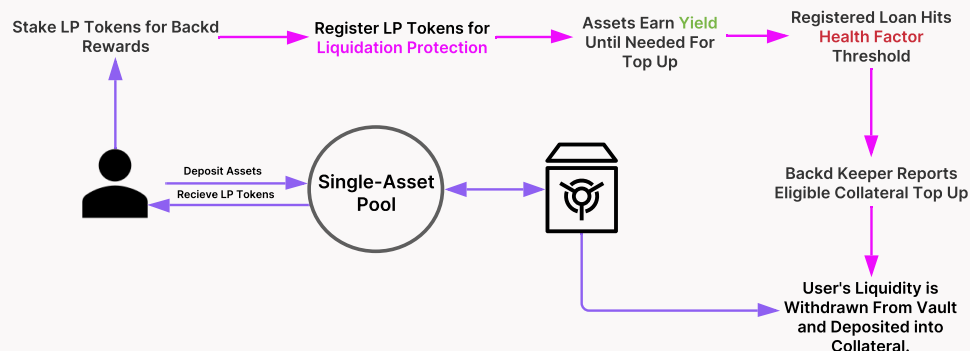 Stake LP Tokens for Backd
Rewards
Register LP Tokens for
Liquidation Protection
Assets Earn Yield
Until Needed For
Top Up
Registered Loan Hits
Health Factor
Threshold
Deposit Assets
Recieve LP Tokens
Single-Asset
Pool
Backd Keeper Reports
Eligible Collateral Top Up
User's Liquidity is
Withdrawn From Vault
and Deposited into
Collateral.